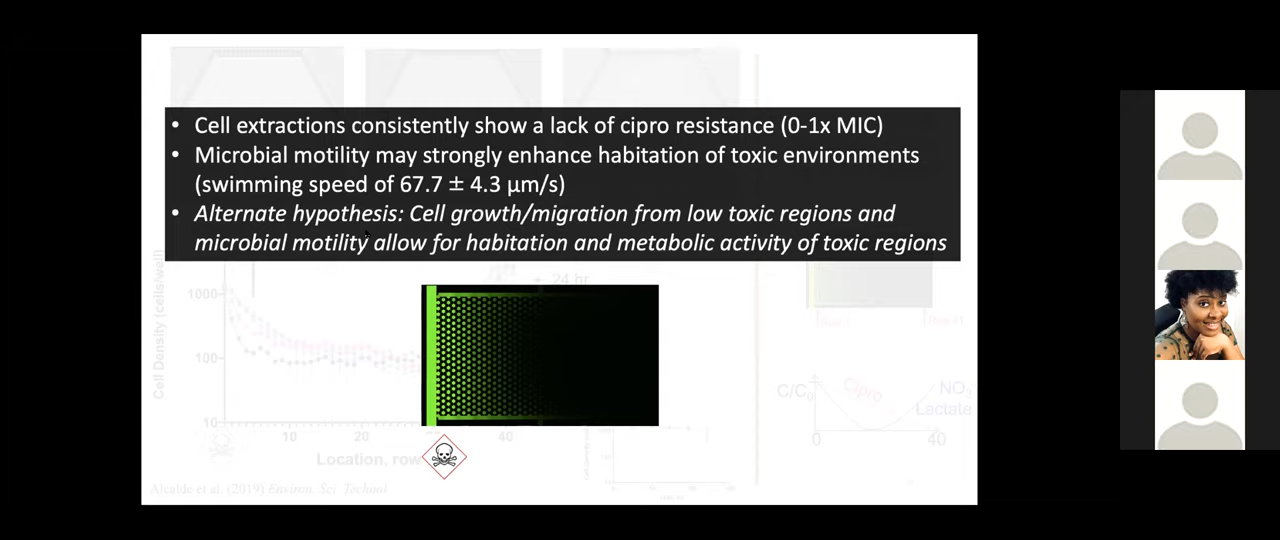 • Cell extractions consistently show a lack of cipro resistance (0-1x MIC)
• Microbial motility may strongly enhance habitation of toxic environments
(swimming speed of 67.7 ± 4.3 µm/s)
• Alternate hypothesis: Cell growth/migration from low toxic regions and
microbial motility allow for habitation and metabolic activity of toxic regions
24 hr
Cell Density (cells/well)
1000
100
10
10 20 40
Location, row
C/C₀
Cipro
Lactate
0 40
Alcalde et al. (2019) Environ. Sci. Technol